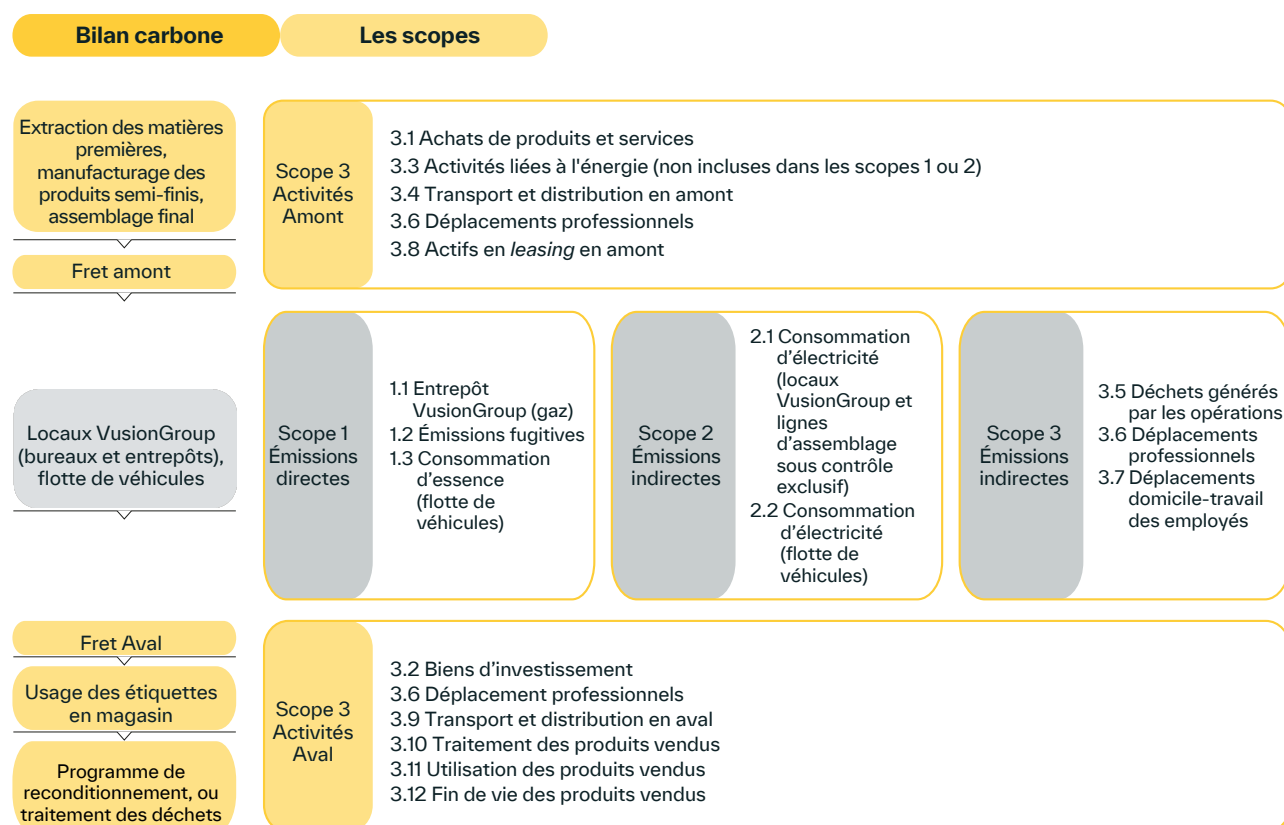 Bilan carbone
Les scopes
Extraction des matières
premières,
manufacturage des
produits semi-finis,
assemblage final
Fret amont
Scope 3
Activités
Amont
3.1 Achats de produits et services
3.3 Activités liées à l'énergie (non incluses dans les scopes 1 ou 2)
3.4 Transport et distribution en amont
3.6 Déplacements professionnels
3.8 Actifs en leasing en amont
Locaux VusionGroup
(bureaux et entrepôts),
flotte de véhicules
Scope 1
Émissions
directes
1.1 Entrepôt
VusionGroup (gaz)
1.2 Émissions fugitives
1.3 Consommation
d'essence
(flotte de
véhicules)
Scope 2
Émissions
indirectes
2.1 Consommation
d'électricité
(locaux
VusionGroup et
lignes
d'assemblage
sous contrôle
exclusif)
2.2 Consommation
d'électricité
(flotte de
véhicules)
Scope 3
Émissions
indirectes
3.5 Déchets générés
par les opérations
3.6 Déplacements
professionnels
3.7 Déplacements
domicile-travail
des employés
Fret Aval
Usage des étiquettes
en magasin
Programme de
reconditionnement, ou
traitement des déchets
Scope 3
Activités
Aval
3.2 Biens d'investissement
3.6 Déplacement professionnels
3.9 Transport et distribution en aval
3.10 Traitement des produits vendus
3.11 Utilisation des produits vendus
3.12 Fin de vie des produits vendus